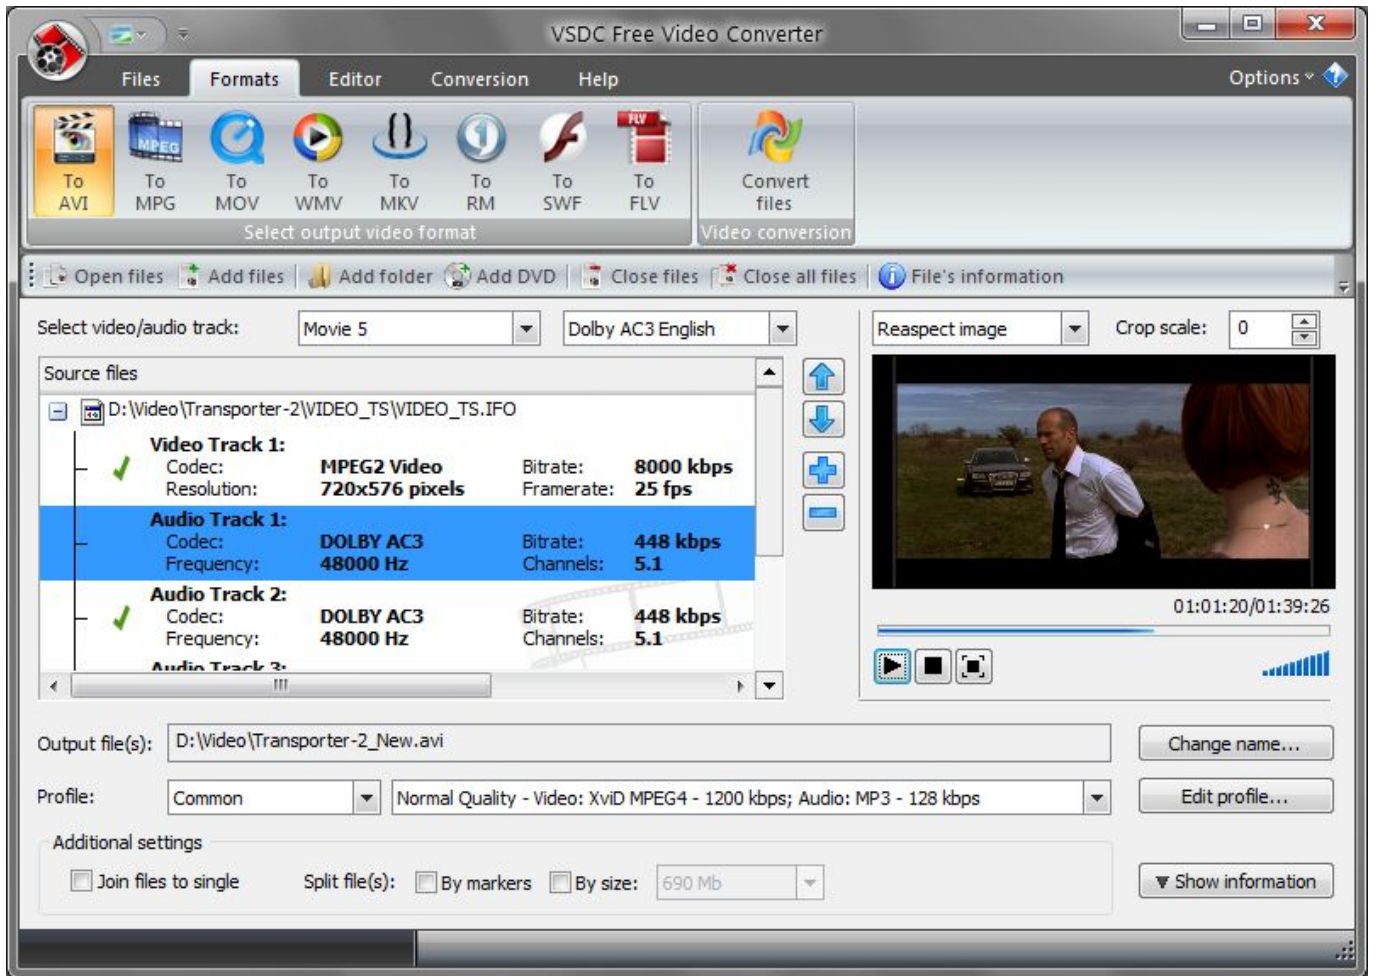 VSDC Free Video Converter
Files Formats Editor Conversion Help Options
MPEG FLV
To AVI To MPG To MOV To WMV To MKV To RM To SWF To FLV Convert files
Select output video format Video conversion
Open files Add files Add folder Add DVD Close files Close all files File's information
Select video/audio track: Movie 5 Dolby AC3 English Reaspect image Crop scale: 0
Source files
D:\Video\Transporter-2\VIDEO_TS\VIDEO_TS.IFO
Video Track 1:
Codec: MPEG2 Video Bitrate: 8000 kbps
Resolution: 720x576 pixels Framerate: 25 fps
Audio Track 1:
Codec: DOLBY AC3 Bitrate: 448 kbps
Frequency: 48000 Hz Channels: 5.1
Audio Track 2:
Codec: DOLBY AC3 Bitrate: 448 kbps
Frequency: 48000 Hz Channels: 5.1
Audio Track 3:
01:01:20/01:39:26
Output file(s): D:\Video\Transporter-2_New.avi Change name...
Profile: Common Normal Quality - Video: XviD MPEG4 - 1200 kbps; Audio: MP3 - 128 kbps Edit profile...
Additional settings
Join files to single Split file(s): By markers By size: 690 Mb Show information